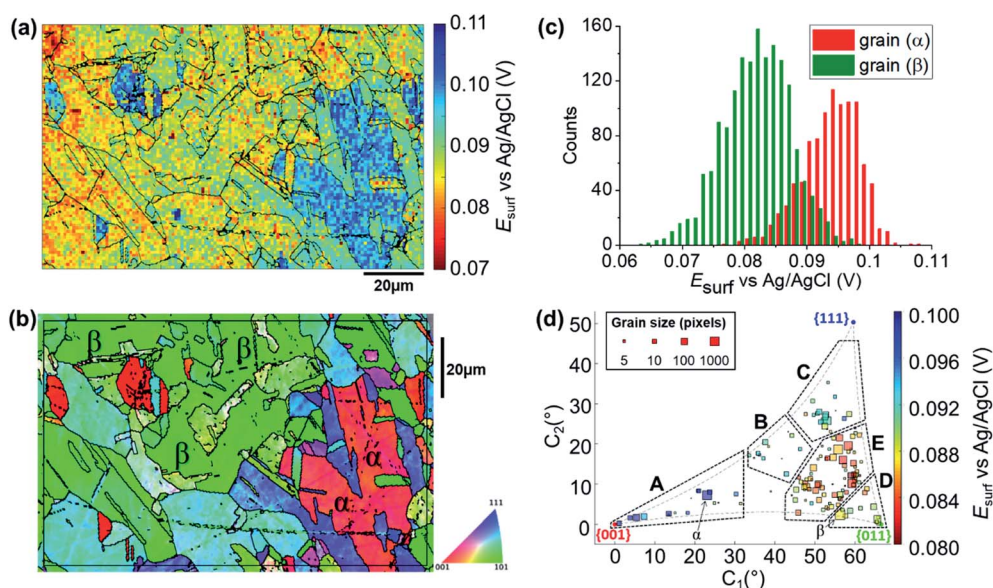 (a)
0.11
0.10
0.09
0.08
0.07
E_surf vs Ag/AgCl (V)
20μm
(b)
β
β
β
α
α
20μm
111
001
101
(c)
160
120
80
40
0
Counts
grain (α)
grain (β)
0.06
0.07
0.08
0.09
0.1
0.11
E_surf vs Ag/AgCl (V)
(d)
Grain size (pixels)
5
10
100
1000
{111}
50
40
30
20
10
0
C₂(°)
A
B
C
E
D
{001}
α
β
{011}
0
10
20
30
40
50
60
C₁(°)
0.100
0.096
0.092
0.088
0.084
0.080
E_surf vs Ag/AgCl (V)